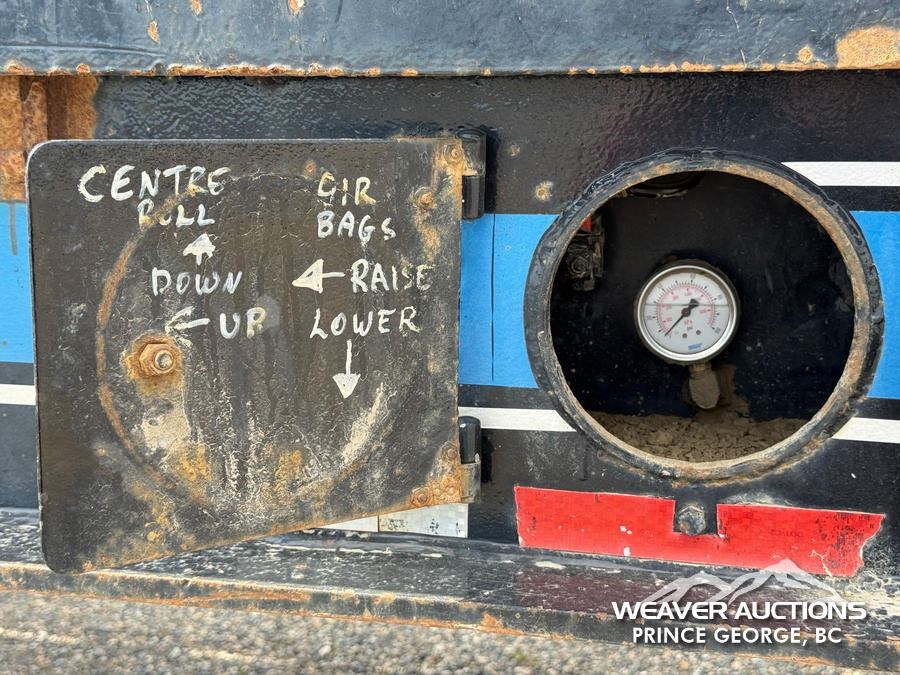 CENTRE
ROLL
DOWN
UP
AIR
BAGS
RAISE
LOWER
WEAVER AUCTIONS
PRINCE GEORGE, BC